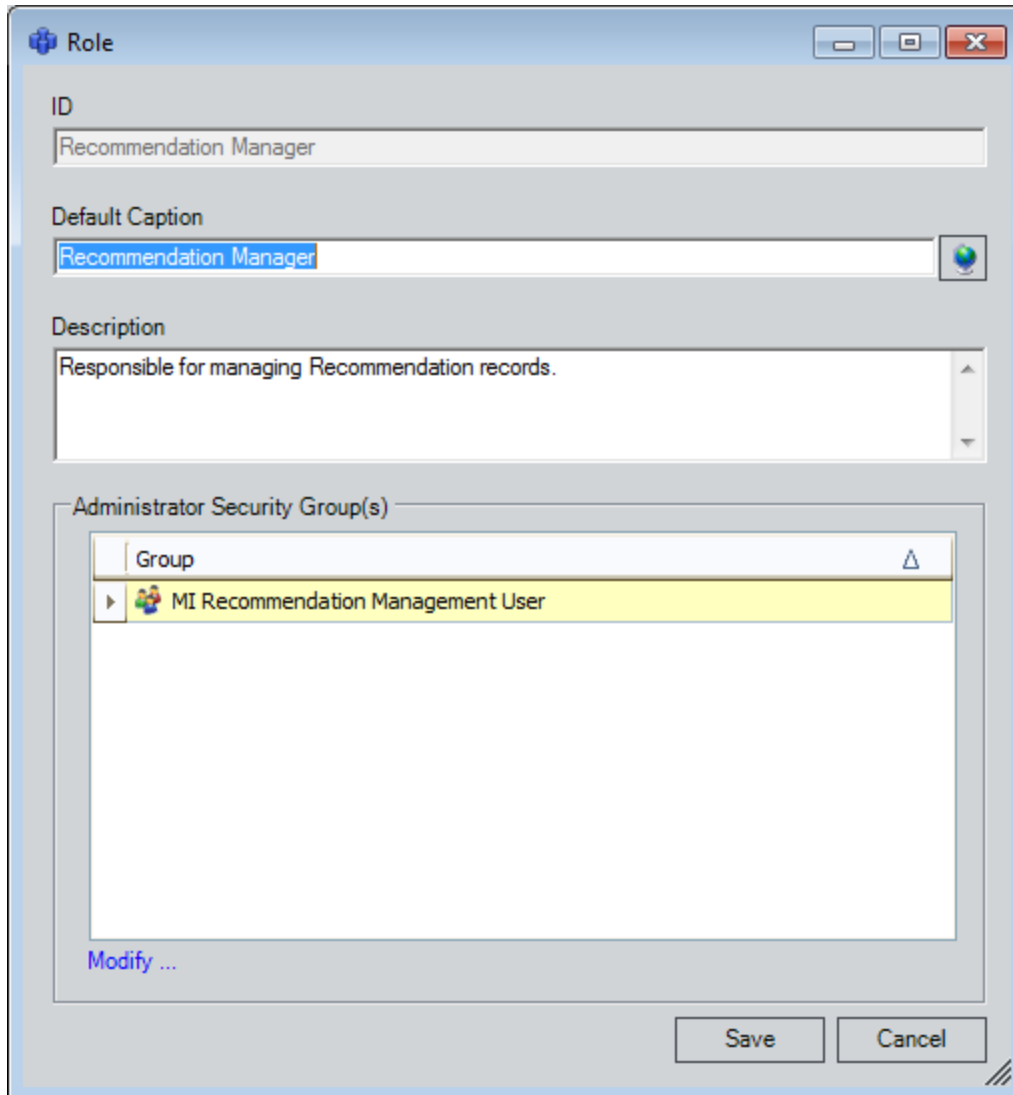 Role
ID
Recommendation Manager
Default Caption
Recommendation Manager
Description
Responsible for managing Recommendation records.
Administrator Security Group(s)
Group
MI Recommendation Management User
Modify ...
Save Cancel